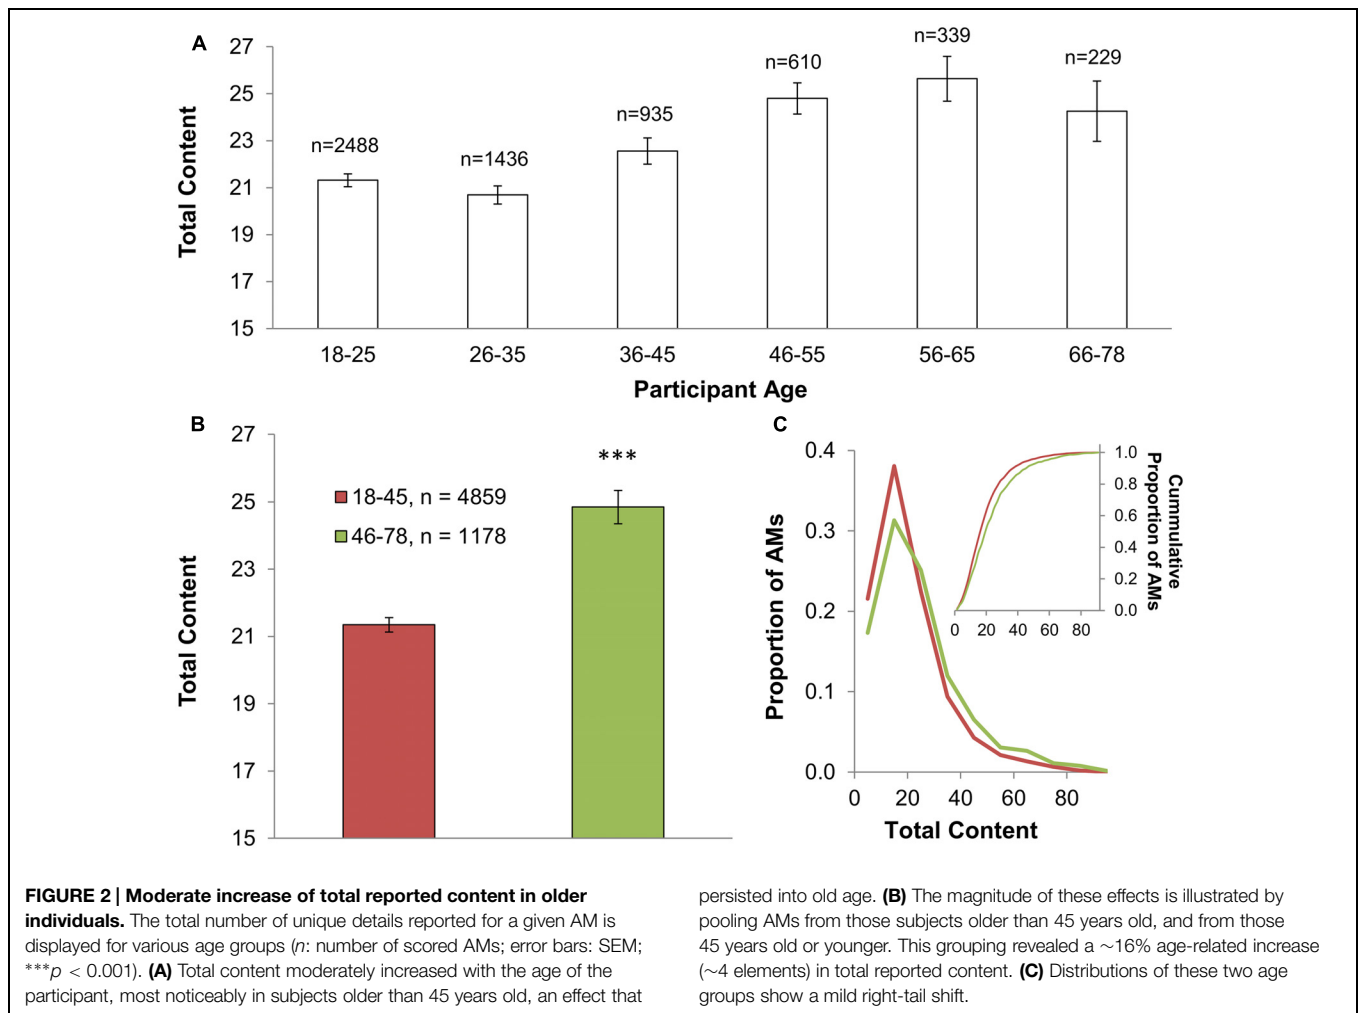 A
27
25
23
21
19
17
15
Total Content
n=2488
n=1436
n=935
n=610
n=339
n=229
18-25
26-35
36-45
46-55
56-65
66-78
Participant Age
B
27
25
23
21
19
17
15
Total Content
18-45, n = 4859
46-78, n = 1178
***
C
0.4
0.3
0.2
0.1
0.0
Proportion of AMs
0
20
40
60
80
Total Content
1.0
0.8
0.6
0.4
0.2
0.0
0
20
40
60
80
Cummulative
Proportion of AMs
FIGURE 2 | Moderate increase of total reported content in older
individuals. The total number of unique details reported for a given AM is
displayed for various age groups (n: number of scored AMs; error bars: SEM;
***p < 0.001). (A) Total content moderately increased with the age of the
participant, most noticeably in subjects older than 45 years old, an effect that
persisted into old age. (B) The magnitude of these effects is illustrated by
pooling AMs from those subjects older than 45 years old, and from those
45 years old or younger. This grouping revealed a ∼16% age-related increase
(∼4 elements) in total reported content. (C) Distributions of these two age
groups show a mild right-tail shift.